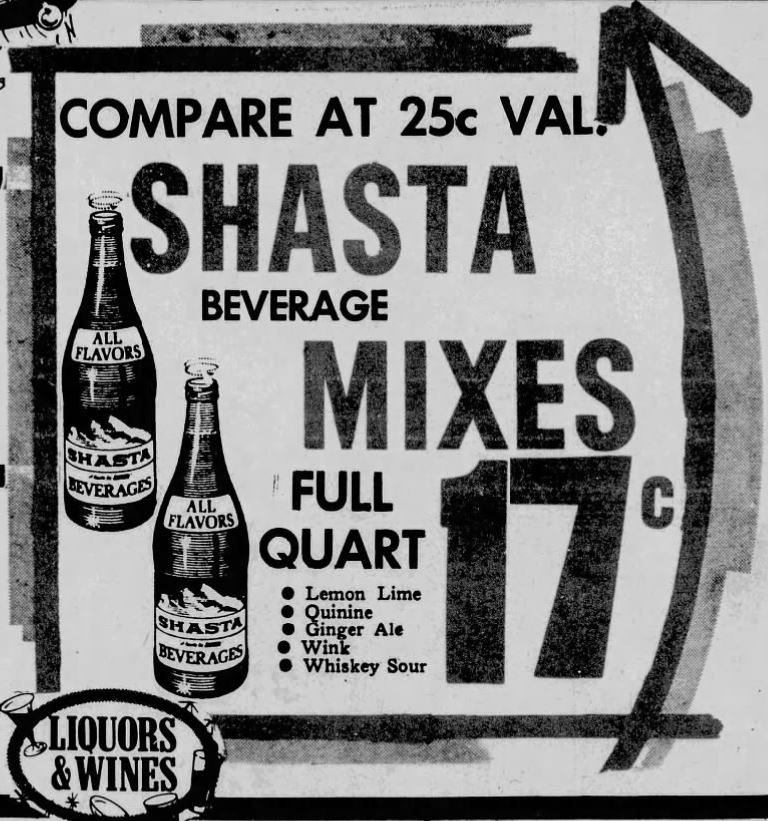 COMPARE AT 25c VAL.
SHASTA
BEVERAGE
MIXES
17c
FULL
QUART
● Lemon Lime
● Quinine
● Ginger Ale
● Wink
● Whiskey Sour
ALL
FLAVORS
SHASTA
BEVERAGES
ALL
FLAVORS
SHASTA
BEVERAGES
LIQUORS
& WINES